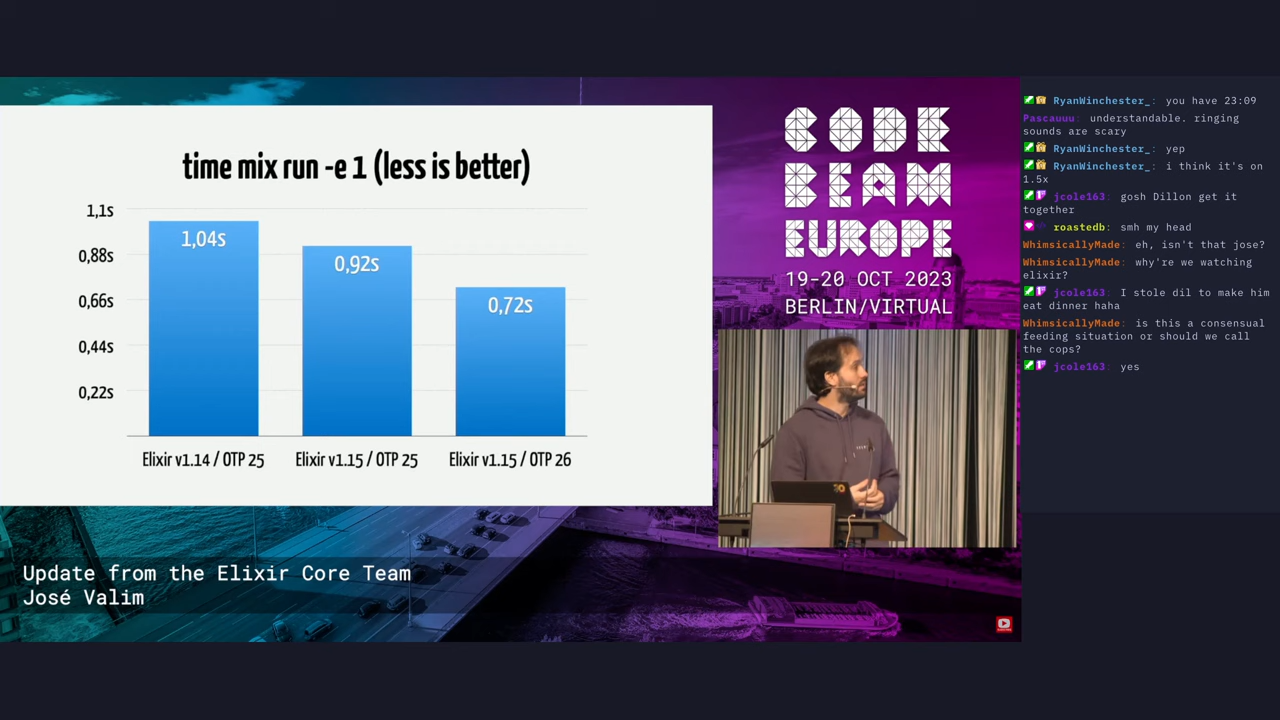 time mix run -e 1 (less is better)
1,1s
0,88s
0,66s
0,44s
0,22s
1,04s
0,92s
0,72s
Elixir v1.14 / OTP 25
Elixir v1.15 / OTP 25
Elixir v1.15 / OTP 26
CODE
BEAM
EUROPE
19-20 OCT 2023
BERLIN/VIRTUAL
Update from the Elixir Core Team
José Valim
RyanWinchester_: you have 23:09
Pascauuu: understandable. ringing
sounds are scary
RyanWinchester_: yep
RyanWinchester_: i think it's on
1.5x
jcole163: gosh Dillon get it
together
roastedb: smh my head
WhimsicallyMade: eh, isn't that jose?
WhimsicallyMade: why're we watching
elixir?
jcole163: I stole dil to make him
eat dinner haha
WhimsicallyMade: is this a consensual
feeding situation or should we call
the cops?
jcole163: yes